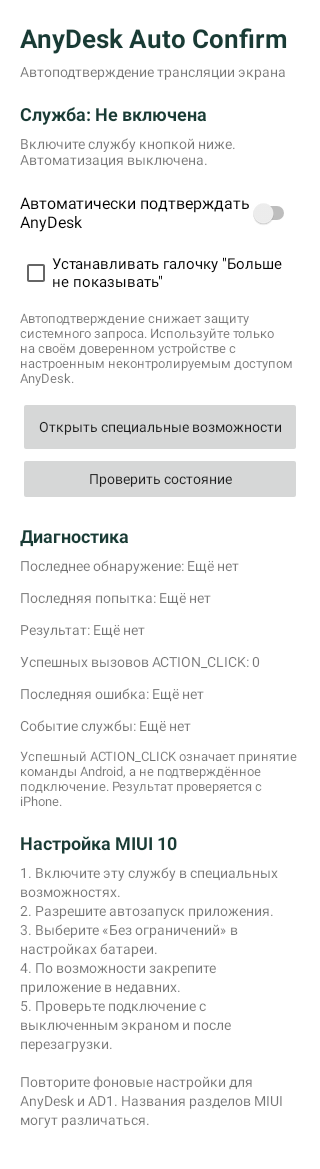 AnyDesk Auto Confirm
Автоподтверждение трансляции экрана
Служба: Не включена
Включите службу кнопкой ниже.
Автоматизация выключена.
Автоматически подтверждать
AnyDesk
Устанавливать галочку "Больше
не показывать"
Автоподтверждение снижает защиту
системного запроса. Используйте только
на своём доверенном устройстве с
настроенным неконтролируемым доступом
AnyDesk.
Открыть специальные возможности
Проверить состояние
Диагностика
Последнее обнаружение: Ещё нет
Последняя попытка: Ещё нет
Результат: Ещё нет
Успешных вызовов ACTION_CLICK: 0
Последняя ошибка: Ещё нет
Событие службы: Ещё нет
Успешный ACTION_CLICK означает принятие
команды Android, а не подтверждённое
подключение. Результат проверяется с
iPhone.
Настройка MIUI 10
1. Включите эту службу в специальных
возможностях.
2. Разрешите автозапуск приложения.
3. Выберите «Без ограничений» в
настройках батареи.
4. По возможности закрепите
приложение в недавних.
5. Проверьте подключение с
выключенным экраном и после
перезагрузки.
Повторите фоновые настройки для
AnyDesk и AD1. Названия разделов MIUI
могут различаться.